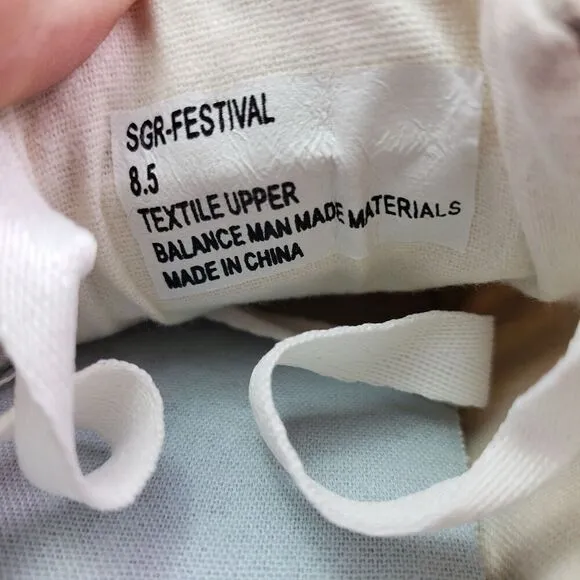 SGR-FESTIVAL
8.5
TEXTILE UPPER
BALANCE MAN MADE MATERIALS
MADE IN CHINA